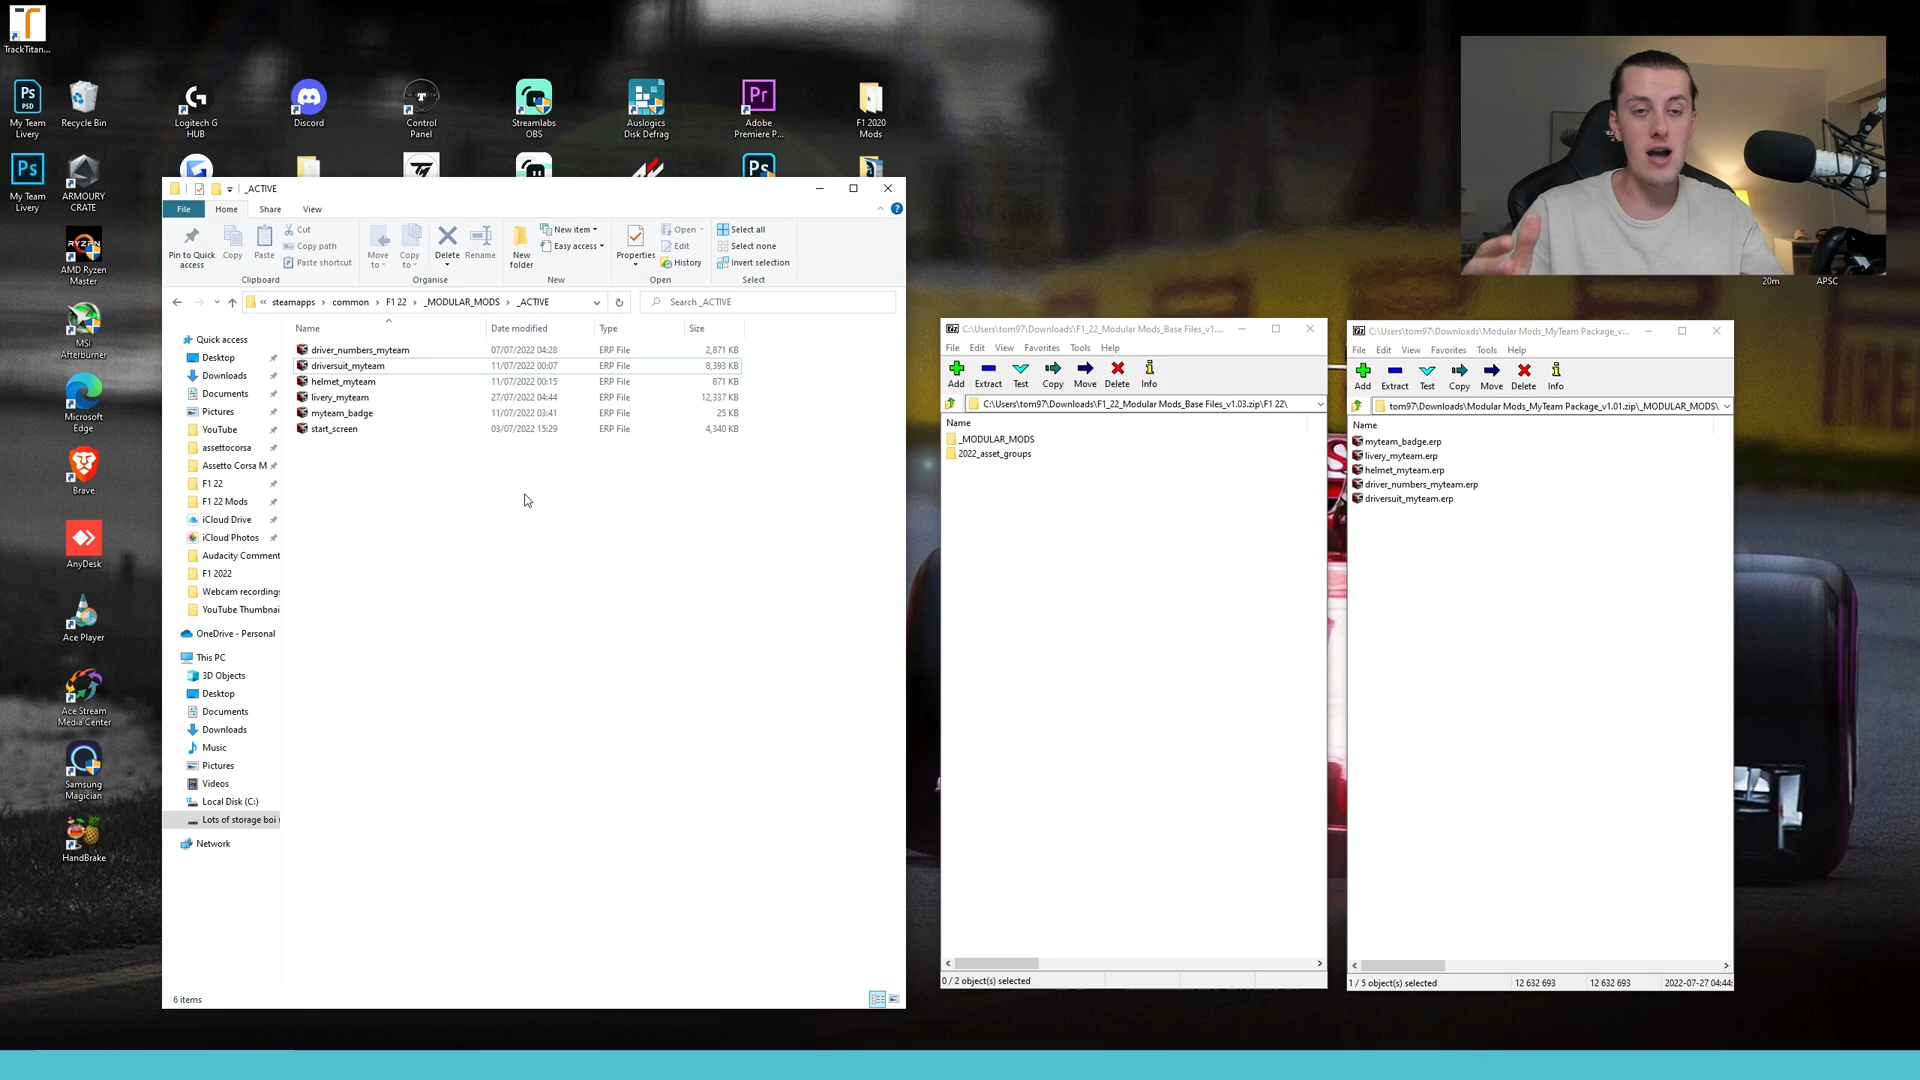 TrackTitan...
My Team Livery
Recycle Bin
Logitech G HUB
Discord
Control Panel
Streamlabs OBS
Auslogics Disk Defrag
Adobe Premiere P...
F1 2020 Mods
My Team Livery
ARMOURY CRATE
AMD Ryzen Master
MSI Afterburner
Microsoft Edge
Brave
AnyDesk
Ace Player
Ace Stream Media Center
Samsung Magician
HandBrake
20m
APSC
_ACTIVE
File Home Share View
Pin to Quick access
Copy
Paste
Cut
Copy path
Paste shortcut
Clipboard
Move to
Copy to
Delete
Rename
Organise
New folder
New item
Easy access
New
Properties
Open
Edit
History
Open
Select all
Select none
Invert selection
Select
steamapps > common > F1 22 > _MODULAR_MODS > _ACTIVE
Search _ACTIVE
Name Date modified Type Size
driver_numbers_myteam 07/07/2022 04:28 ERP File 2,871 KB
driversuit_myteam 11/07/2022 00:07 ERP File 8,393 KB
helmet_myteam 11/07/2022 00:15 ERP File 871 KB
livery_myteam 27/07/2022 04:44 ERP File 12,337 KB
myteam_badge 11/07/2022 03:41 ERP File 25 KB
start_screen 03/07/2022 15:29 ERP File 4,340 KB
Quick access
Desktop
Downloads
Documents
Pictures
YouTube
assettocorsa
Assetto Corsa M
F1 22
F1 22 Mods
iCloud Drive
iCloud Photos
Audacity Comment
F1 2022
Webcam recordings
YouTube Thumbnai
OneDrive - Personal
This PC
3D Objects
Desktop
Documents
Downloads
Music
Pictures
Videos
Local Disk (C:)
Lots of storage boi
Network
6 items
C:\Users\tom97\Downloads\F1_22_Modular Mods_Base Files_v1....
File Edit View Favorites Tools Help
Add Extract Test Copy Move Delete Info
C:\Users\tom97\Downloads\F1_22_Modular Mods_Base Files_v1.03.zip\F1 22\
Name
_MODULAR_MODS
2022_asset_groups
0 / 2 object(s) selected
C:\Users\tom97\Downloads\Modular Mods_MyTeam Package_v...
File Edit View Favorites Tools Help
Add Extract Test Copy Move Delete Info
tom97\Downloads\Modular Mods_MyTeam Package_v1.01.zip\_MODULAR_MODS\
Name
myteam_badge.erp
livery_myteam.erp
helmet_myteam.erp
driver_numbers_myteam.erp
driversuit_myteam.erp
1 / 5 object(s) selected 12 632 693 12 632 693 2022-07-27 04:44: